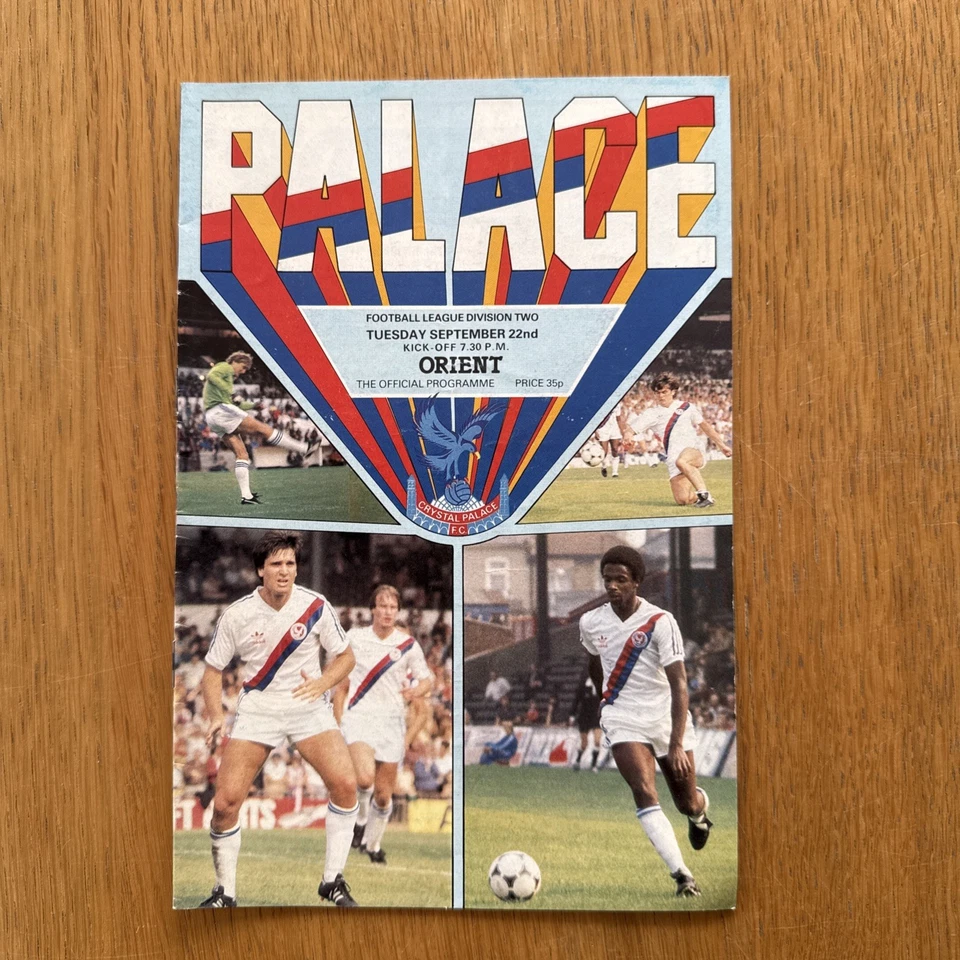 PALACE
FOOTBALL LEAGUE DIVISION TWO
TUESDAY SEPTEMBER 22nd
KICK-OFF 7.30 P.M.
ORIENT
THE OFFICIAL PROGRAMME PRICE 35p
CRYSTAL PALACE
F.C.